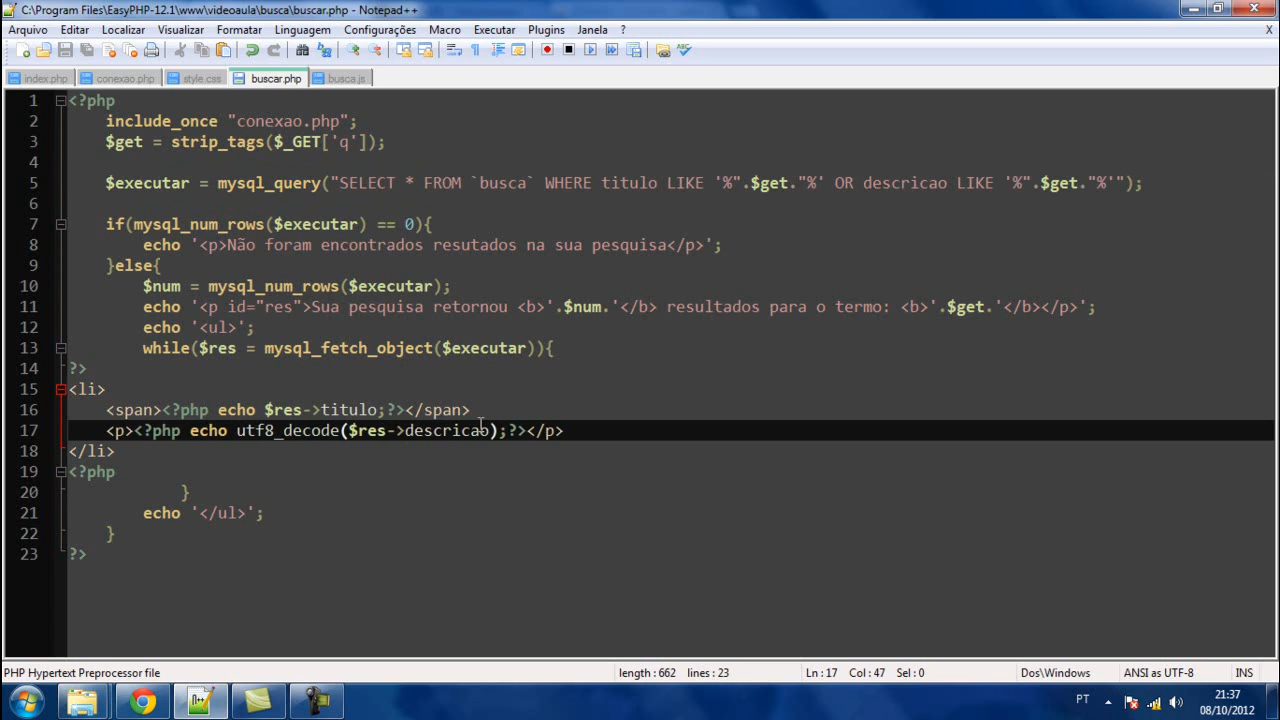 C:\Program Files\EasyPHP-12.1\www\videoaula\busca\buscar.php - Notepad++
Arquivo Editar Localizar Visualizar Formatar Linguagem Configurações Macro Executar Plugins Janela ? X
index.php conexao.php style.css buscar.php busca.js
1 <?php
2 include_once "conexao.php";
3 $get = strip_tags($_GET['q']);
4
5 $executar = mysql_query("SELECT * FROM `busca` WHERE titulo LIKE '%".$get."%' OR descricao LIKE '%".$get."%'");
6
7 if(mysql_num_rows($executar) == 0){
8 echo '<p>Não foram encontrados resutados na sua pesquisa</p>';
9 }else{
10 $num = mysql_num_rows($executar);
11 echo '<p id="res">Sua pesquisa retornou <b>'.$num.'</b> resultados para o termo: <b>'.$get.'</b></p>';
12 echo '<ul>';
13 while($res = mysql_fetch_object($executar)){
14 ?>
15 <li>
16 <span><?php echo $res->titulo;?></span>
17 <p><?php echo utf8_decode($res->descricao);?></p>
18 </li>
19 <?php
20 }
21 echo '</ul>';
22 }
23 ?>
PHP Hypertext Preprocessor file length : 662 lines : 23 Ln : 17 Col : 47 Sel : 0 Dos\Windows ANSI as UTF-8 INS
PT 21:37
08/10/2012